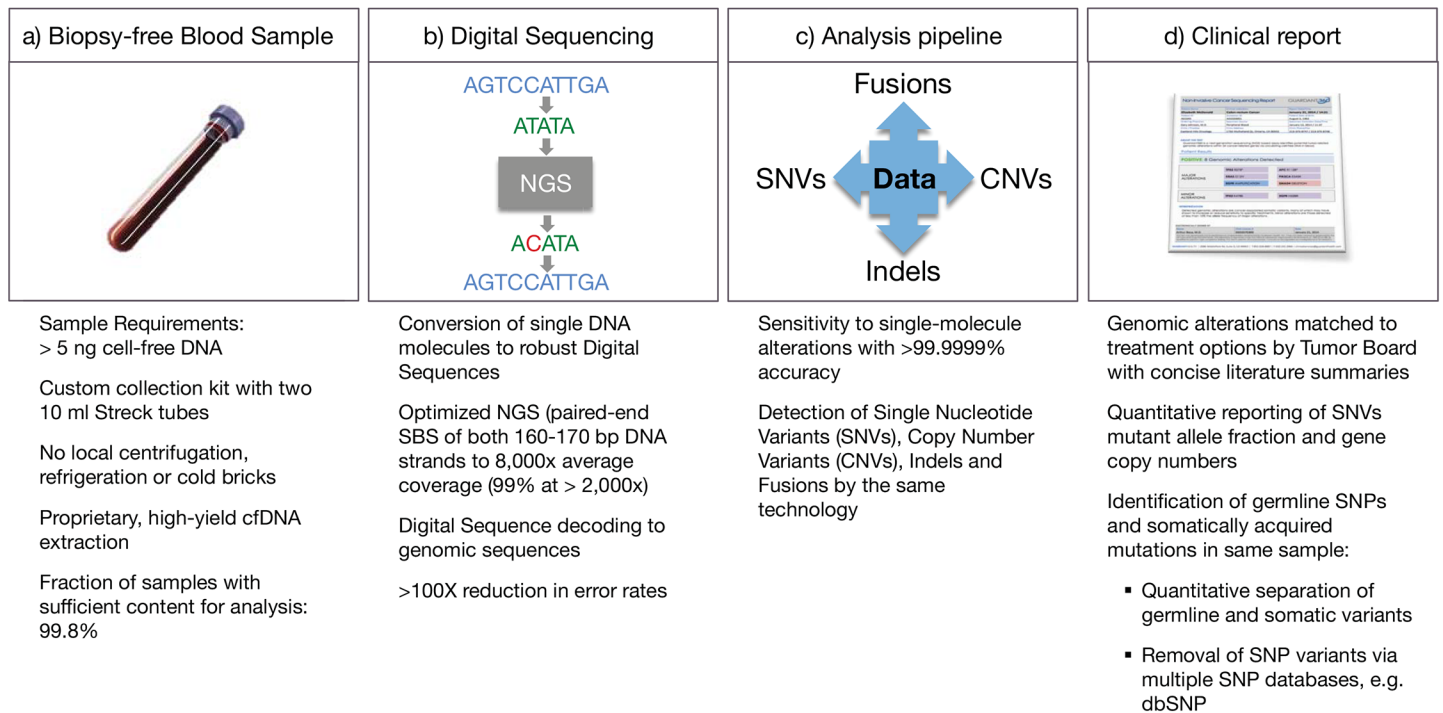 a) Biopsy-free Blood Sample
Sample Requirements:
> 5 ng cell-free DNA
Custom collection kit with two
10 ml Streck tubes
No local centrifugation,
refrigeration or cold bricks
Proprietary, high-yield cfDNA
extraction
Fraction of samples with
sufficient content for analysis:
99.8%
b) Digital Sequencing
AGTCCATTGA
ATATA
NGS
ACATA
AGTCCATTGA
Conversion of single DNA
molecules to robust Digital
Sequences
Optimized NGS (paired-end
SBS of both 160-170 bp DNA
strands to 8,000x average
coverage (99% at > 2,000x)
Digital Sequence decoding to
genomic sequences
>100X reduction in error rates
c) Analysis pipeline
Fusions
SNVs Data CNVs
Indels
Sensitivity to single-molecule
alterations with >99.9999%
accuracy
Detection of Single Nucleotide
Variants (SNVs), Copy Number
Variants (CNVs), Indels and
Fusions by the same
technology
d) Clinical report
Genomic alterations matched to
treatment options by Tumor Board
with concise literature summaries
Quantitative reporting of SNVs
mutant allele fraction and gene
copy numbers
Identification of germline SNPs
and somatically acquired
mutations in same sample:
▪ Quantitative separation of
germline and somatic variants
▪ Removal of SNP variants via
multiple SNP databases, e.g.
dbSNP